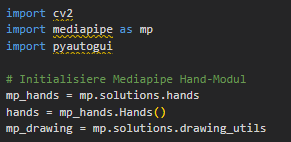 import cv2
import mediapipe as mp
import pyautogui

# Initialisiere Mediapipe Hand-Modul
mp_hands = mp.solutions.hands
hands = mp_hands.Hands()
mp_drawing = mp.solutions.drawing_utils